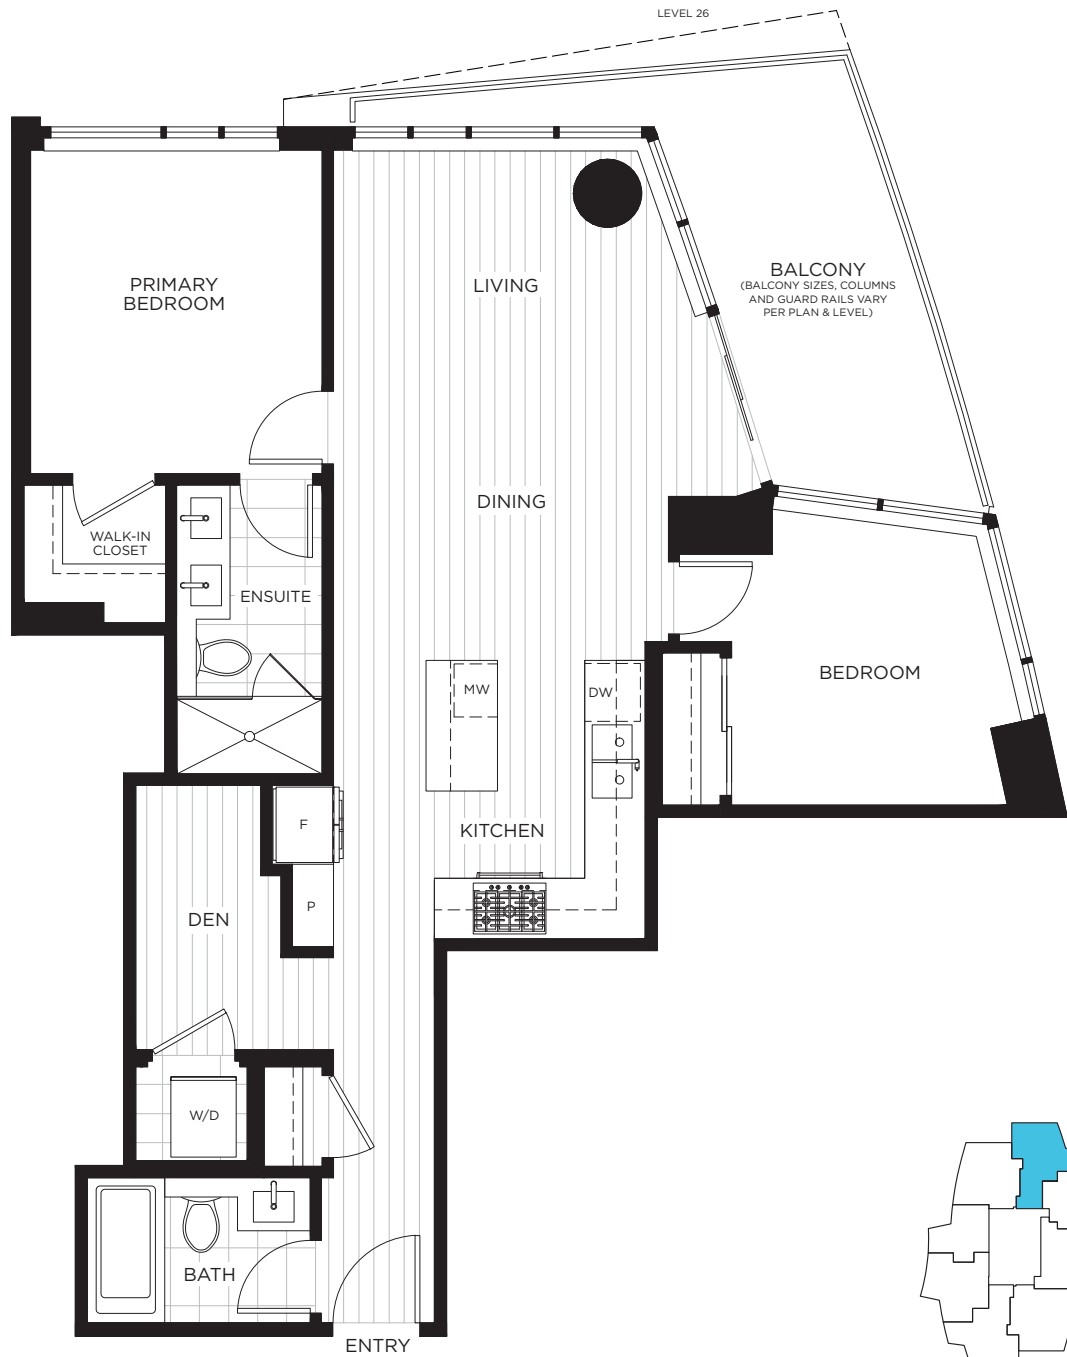 LEVEL 26
PRIMARY
BEDROOM
LIVING
BALCONY
(BALCONY SIZES, COLUMNS
AND GUARD RAILS VARY
PER PLAN & LEVEL)
DINING
WALK-IN
CLOSET
ENSUITE
BEDROOM
MW
DW
F
KITCHEN
P
DEN
W/D
BATH
ENTRY